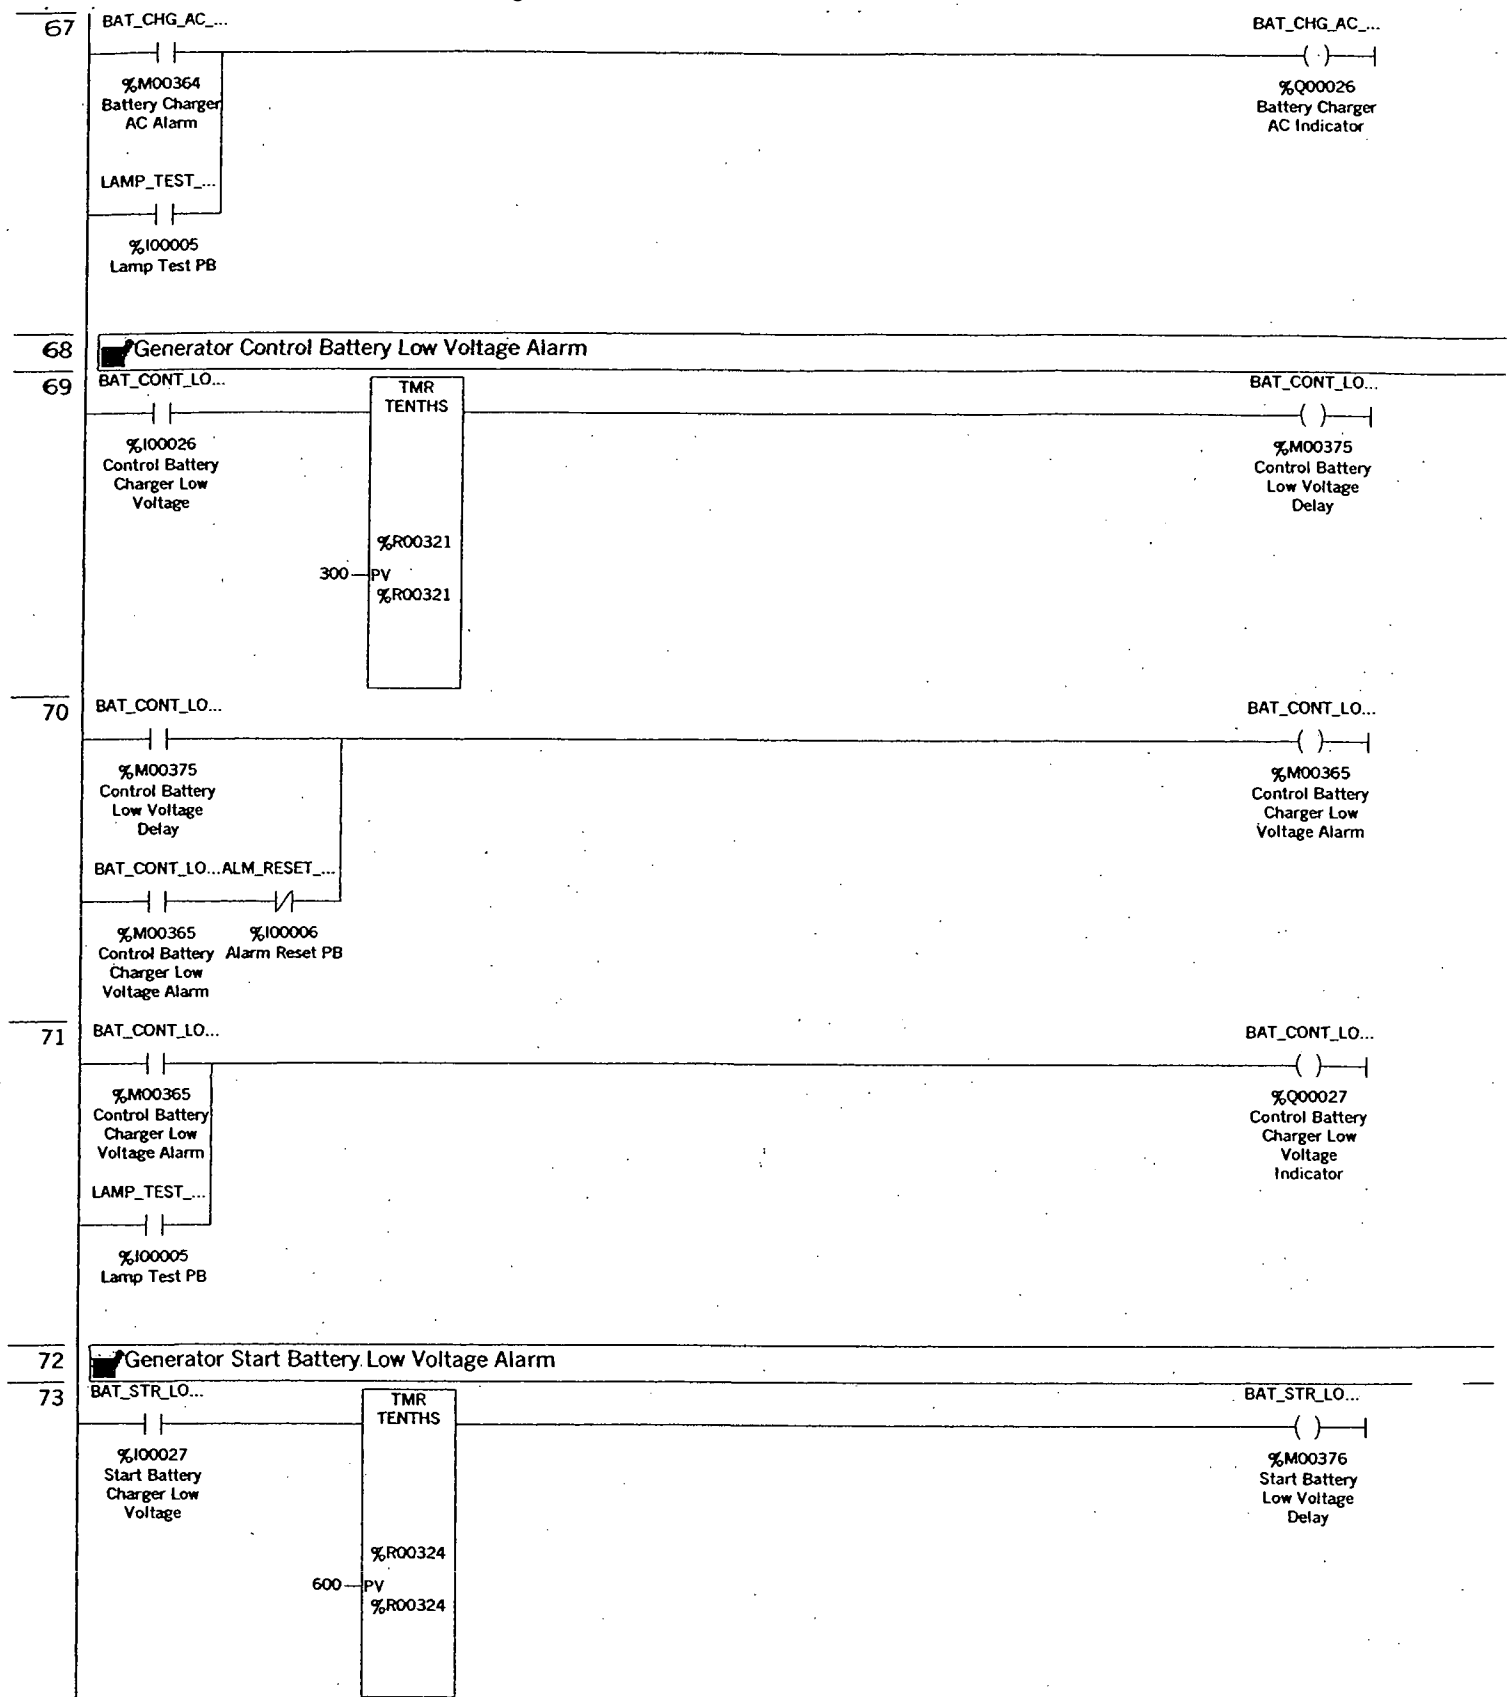 67
BAT_CHG_AC_...
BAT_CHG_AC_...
%M00364
Battery Charger
AC Alarm
%Q00026
Battery Charger
AC Indicator
LAMP_TEST_...
%I00005
Lamp Test PB
68
Generator Control Battery Low Voltage Alarm
69
BAT_CONT_LO...
TMR
TENTHS
BAT_CONT_LO...
%I00026
Control Battery
Charger Low
Voltage
%M00375
Control Battery
Low Voltage
Delay
%R00321
300
PV
%R00321
70
BAT_CONT_LO...
BAT_CONT_LO...
%M00375
Control Battery
Low Voltage
Delay
%M00365
Control Battery
Charger Low
Voltage Alarm
BAT_CONT_LO...ALM_RESET_...
%M00365
Control Battery
Charger Low
Voltage Alarm
%I00006
Alarm Reset PB
71
BAT_CONT_LO...
BAT_CONT_LO...
%M00365
Control Battery
Charger Low
Voltage Alarm
%Q00027
Control Battery
Charger Low
Voltage
Indicator
LAMP_TEST_...
%I00005
Lamp Test PB
72
Generator Start Battery Low Voltage Alarm
73
BAT_STR_LO...
TMR
TENTHS
BAT_STR_LO...
%I00027
Start Battery
Charger Low
Voltage
%M00376
Start Battery
Low Voltage
Delay
%R00324
600
PV
%R00324